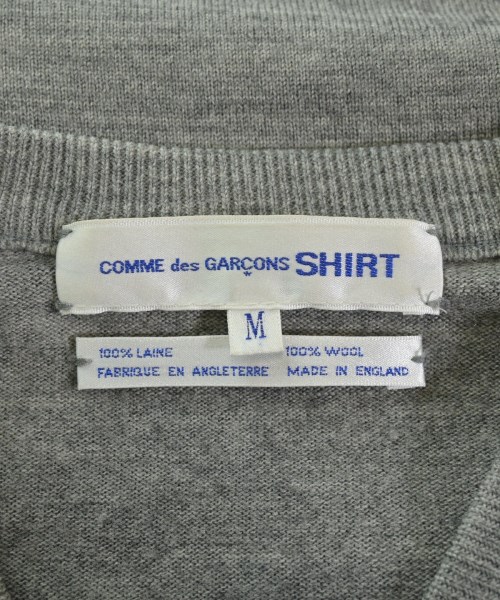 COMME des GARÇONS SHIRT
M
100% LAINE 100% WOOL
FABRIQUE EN ANGLETERRE MADE IN ENGLAND